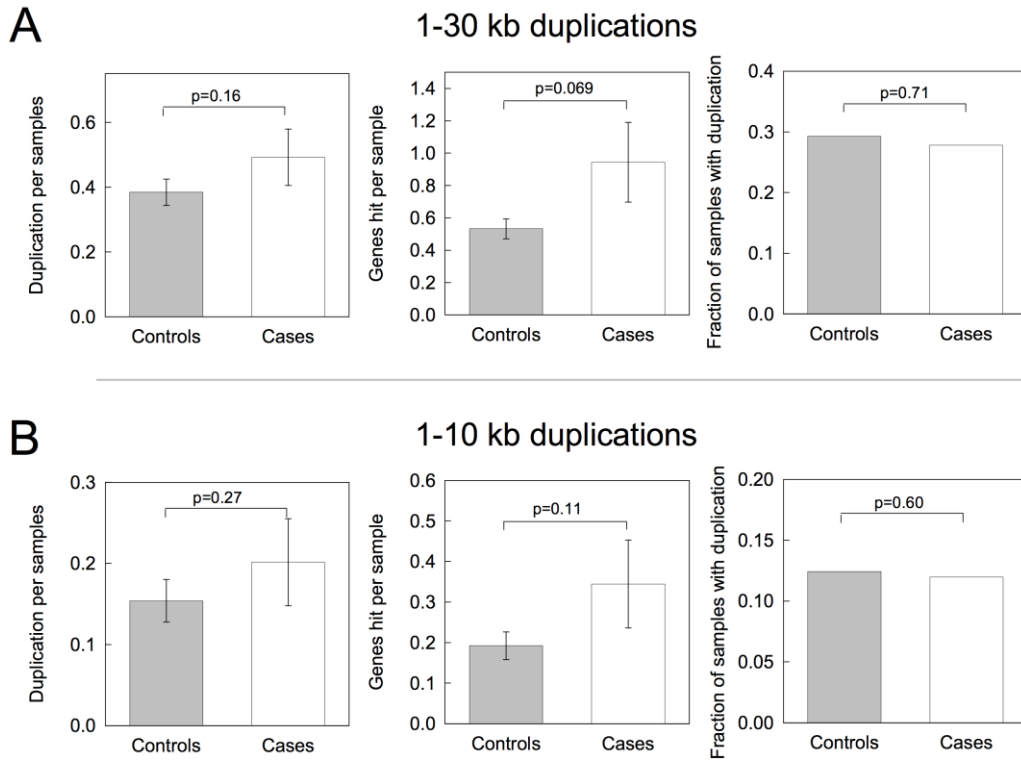 A
1-30 kb duplications
Duplication per samples
0.6
0.4
0.2
0.0
p=0.16
Controls
Cases
Genes hit per sample
1.4
1.2
1.0
0.8
0.6
0.4
0.2
0.0
p=0.069
Controls
Cases
Fraction of samples with duplication
0.4
0.3
0.2
0.1
0.0
p=0.71
Controls
Cases
B
1-10 kb duplications
Duplication per samples
0.3
0.2
0.1
0.0
p=0.27
Controls
Cases
Genes hit per sample
0.6
0.5
0.4
0.3
0.2
0.1
0.0
p=0.11
Controls
Cases
Fraction of samples with duplication
0.20
0.15
0.10
0.05
0.00
p=0.60
Controls
Cases